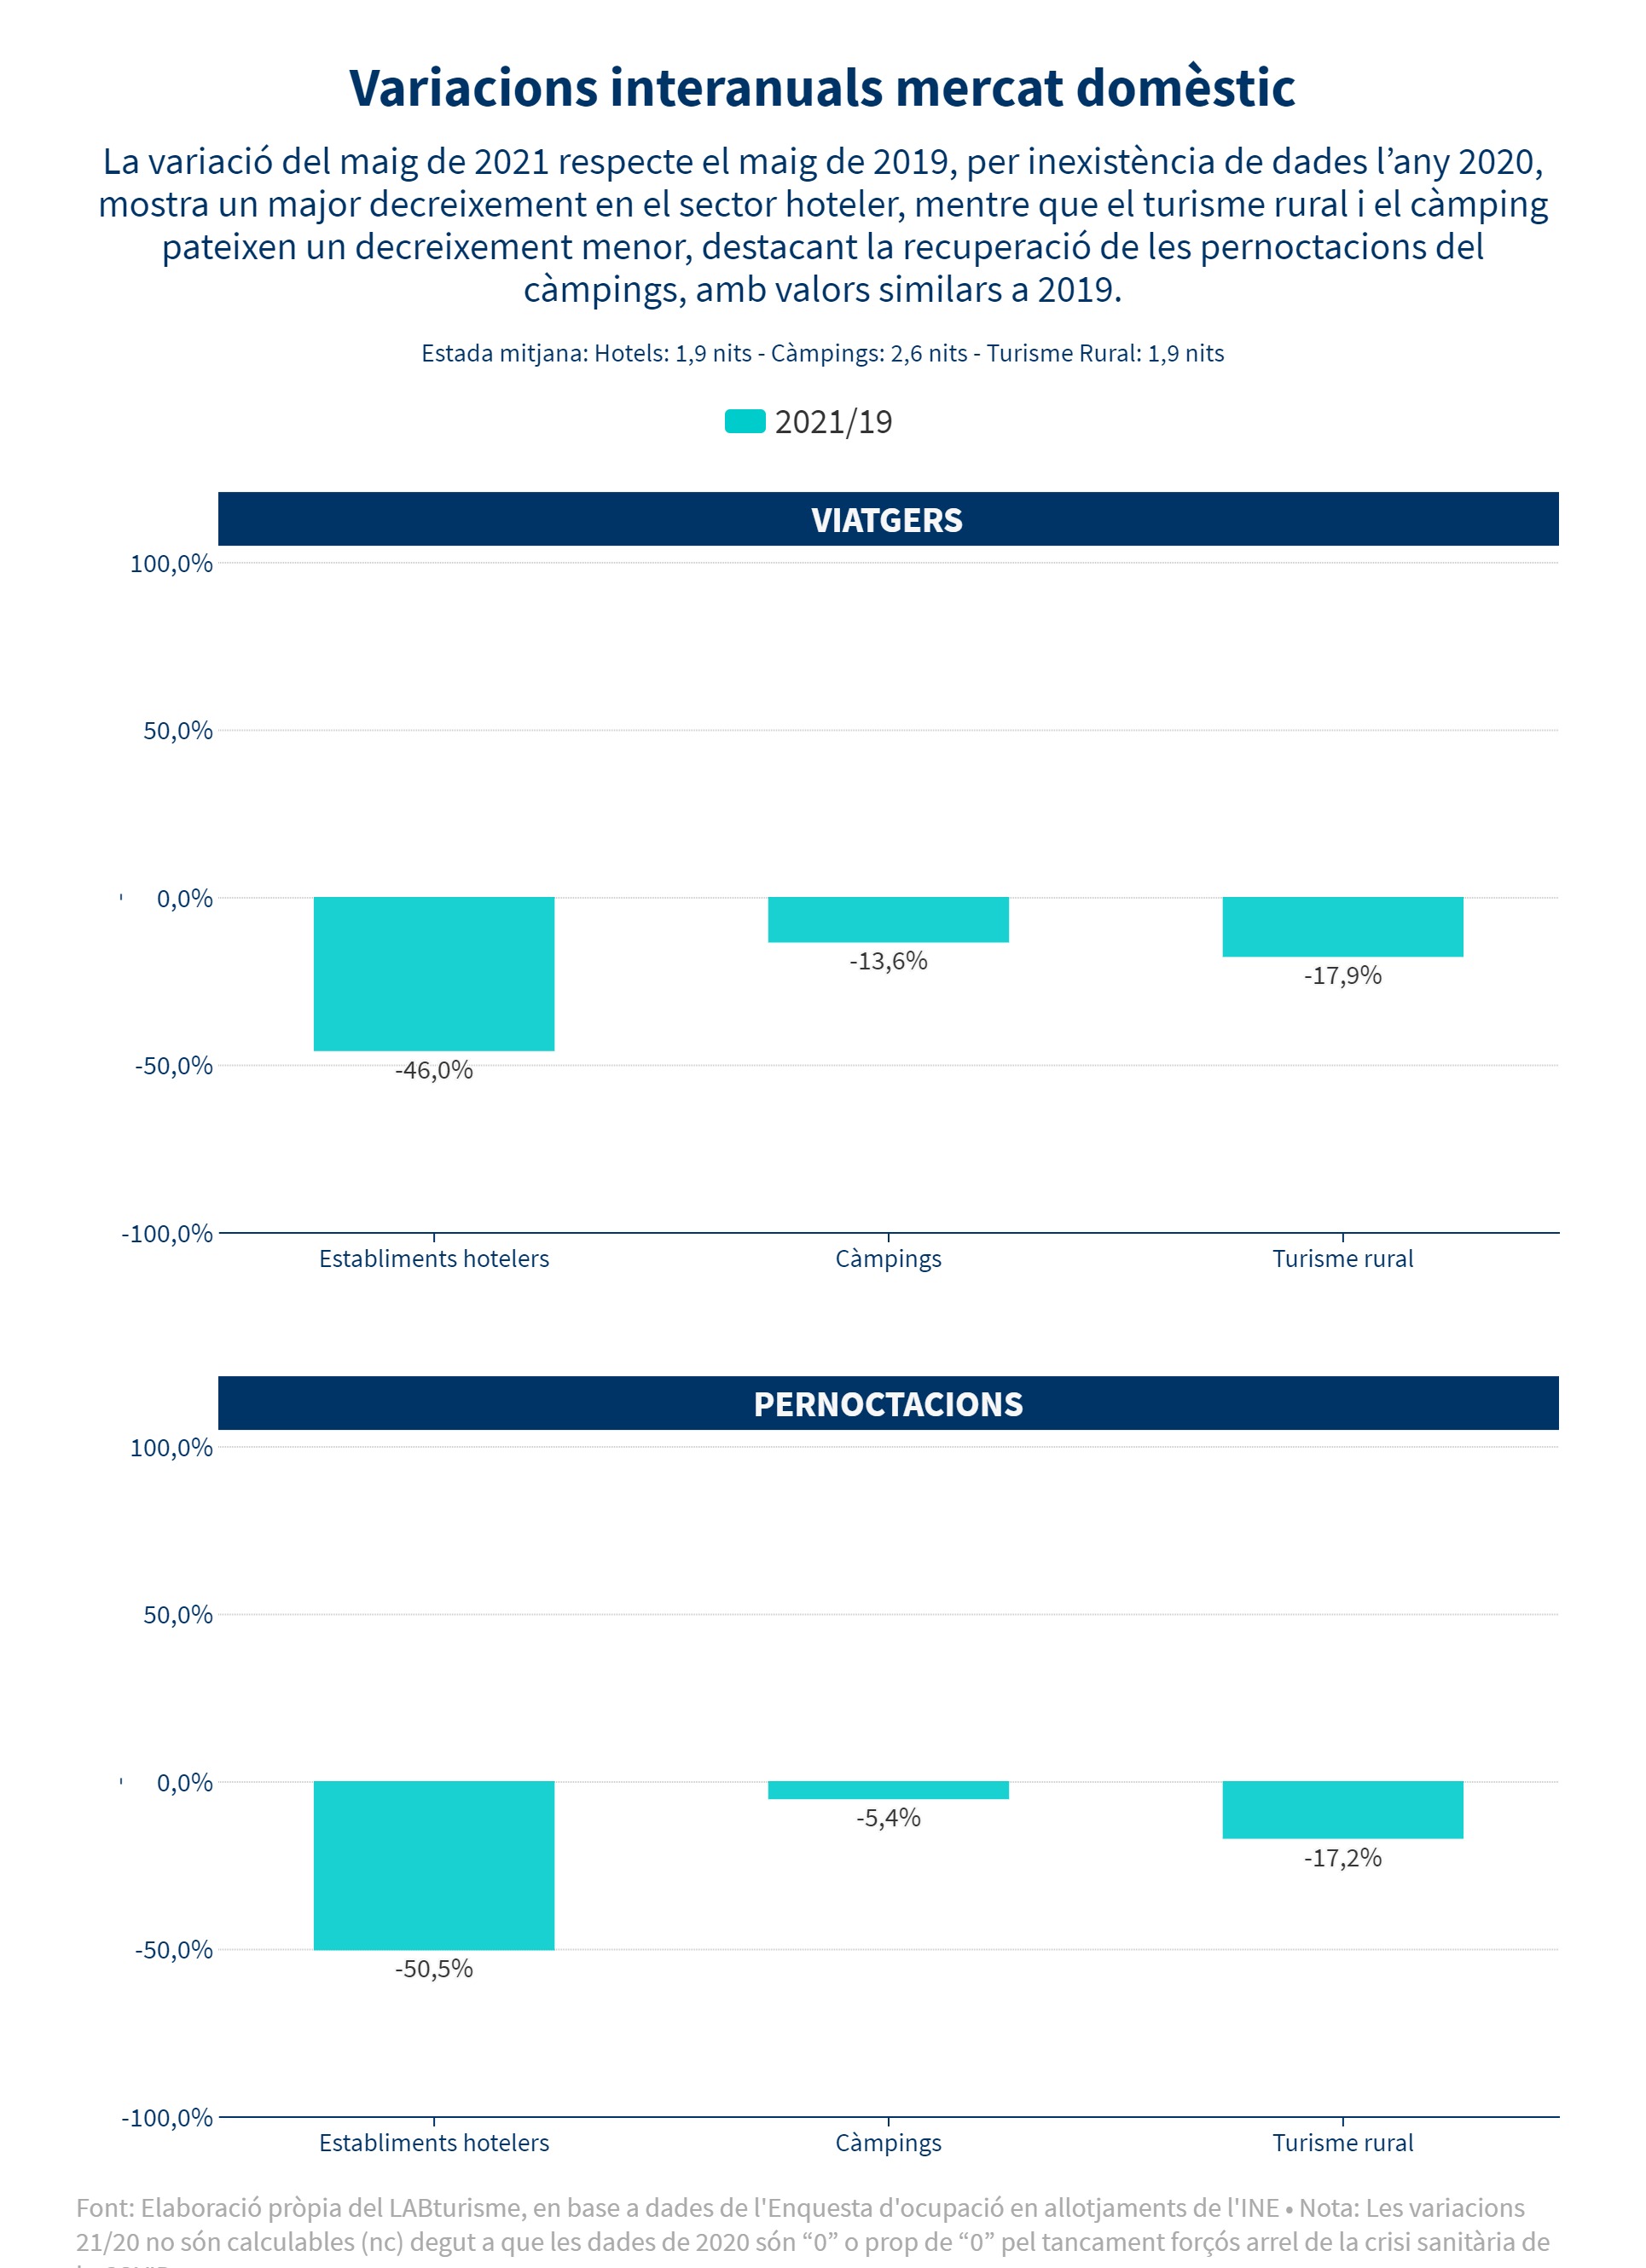 Variacions interanuals mercat domèstic
La variació del maig de 2021 respecte el maig de 2019, per inexistència de dades l’any 2020,
mostra un major decreixement en el sector hoteler, mentre que el turisme rural i el càmping
pateixen un decreixement menor, destacant la recuperació de les pernoctacions del
càmpings, amb valors similars a 2019.
Estada mitjana: Hotels: 1,9 nits - Càmpings: 2,6 nits - Turisme Rural: 1,9 nits
2021/19
VIATGERS
100,0%
50,0%
0,0%
-13,6%
-17,9%
-50,0%
-46,0%
-100,0%
Establiments hotelers
Càmpings
Turisme rural
PERNOCTACIONS
100,0%
50,0%
0,0%
-5,4%
-17,2%
-50,0%
-50,5%
-100,0%
Establiments hotelers
Càmpings
Turisme rural
Font: Elaboració pròpia del LABturisme, en base a dades de l'Enquesta d'ocupació en allotjaments de l'INE • Nota: Les variacions
21/20 no són calculables (nc) degut a que les dades de 2020 són “0” o prop de “0” pel tancament forçós arrel de la crisi sanitària de